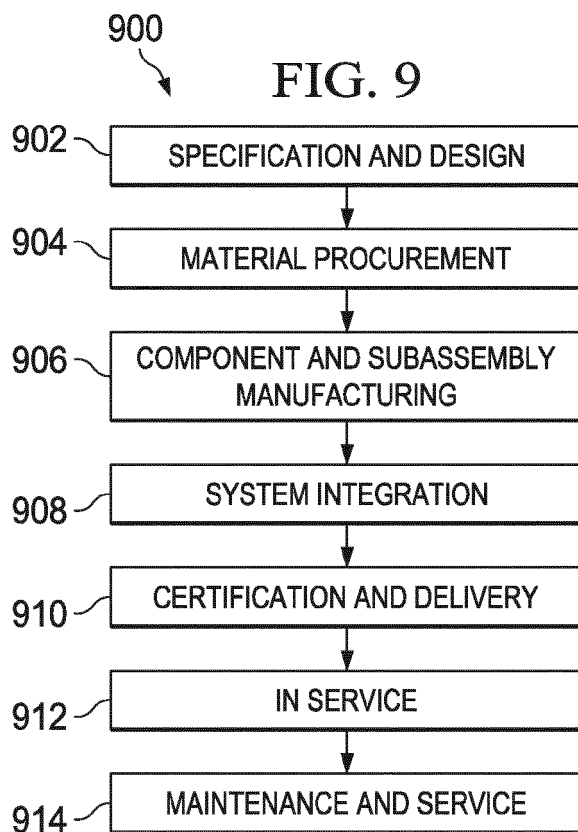 900
FIG. 9
902
SPECIFICATION AND DESIGN
904
MATERIAL PROCUREMENT
906
COMPONENT AND SUBASSEMBLY
MANUFACTURING
908
SYSTEM INTEGRATION
910
CERTIFICATION AND DELIVERY
912
IN SERVICE
914
MAINTENANCE AND SERVICE